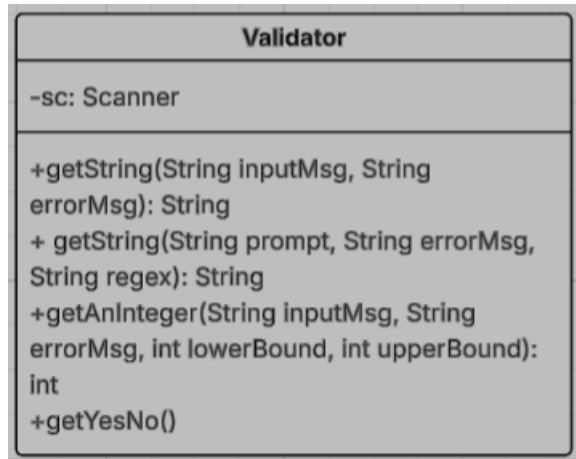 Validator
-sc: Scanner
+getString(String inputMsg, String
errorMsg): String
+ getString(String prompt, String errorMsg,
String regex): String
+getAnInteger(String inputMsg, String
errorMsg, int lowerBound, int upperBound):
int
+getYesNo()